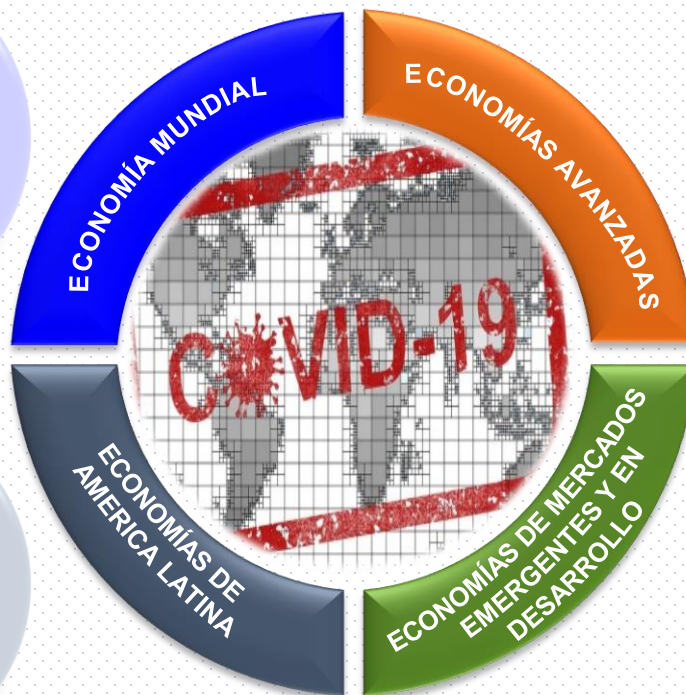 ECONOMÍA MUNDIAL
ECONOMÍAS AVANZADAS
COVID-19
ECONOMÍAS DE
AMERICA LATINA
ECONOMÍAS DE MERCADOS
EMERGENTES Y EN
DESARROLLO